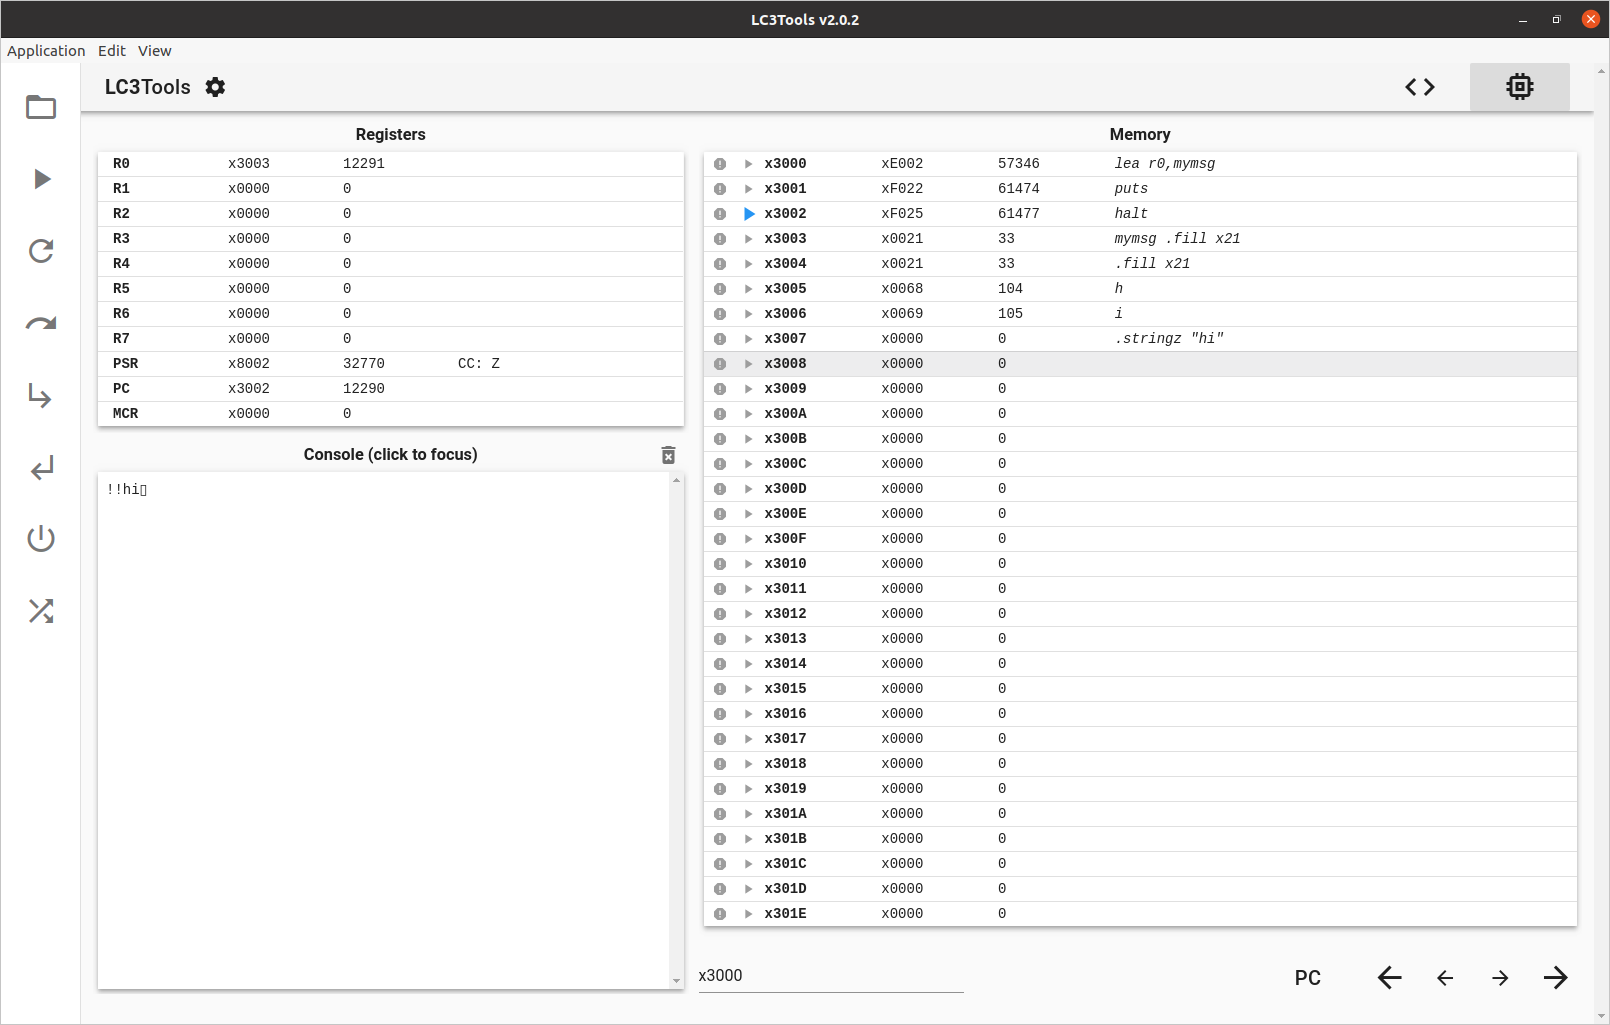 LC3Tools v2.0.2
Application Edit View
LC3Tools
Registers
R0 x3003 12291
R1 x0000 0
R2 x0000 0
R3 x0000 0
R4 x0000 0
R5 x0000 0
R6 x0000 0
R7 x0000 0
PSR x8002 32770 CC: Z
PC x3002 12290
MCR x0000 0
Console (click to focus)
!!hi▯
Memory
x3000 xE002 57346 lea r0,mymsg
x3001 xF022 61474 puts
x3002 xF025 61477 halt
x3003 x0021 33 mymsg .fill x21
x3004 x0021 33 .fill x21
x3005 x0068 104 h
x3006 x0069 105 i
x3007 x0000 0 .stringz "hi"
x3008 x0000 0
x3009 x0000 0
x300A x0000 0
x300B x0000 0
x300C x0000 0
x300D x0000 0
x300E x0000 0
x300F x0000 0
x3010 x0000 0
x3011 x0000 0
x3012 x0000 0
x3013 x0000 0
x3014 x0000 0
x3015 x0000 0
x3016 x0000 0
x3017 x0000 0
x3018 x0000 0
x3019 x0000 0
x301A x0000 0
x301B x0000 0
x301C x0000 0
x301D x0000 0
x301E x0000 0
x3000
PC